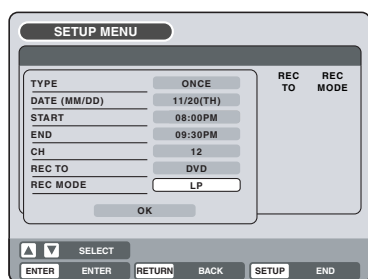 SETUP MENU
REC TO REC MODE
TYPE ONCE
DATE (MM/DD) 11/20(TH)
START 08:00PM
END 09:30PM
CH 12
REC TO DVD
REC MODE LP
OK
SELECT
ENTER ENTER RETURN BACK SETUP END